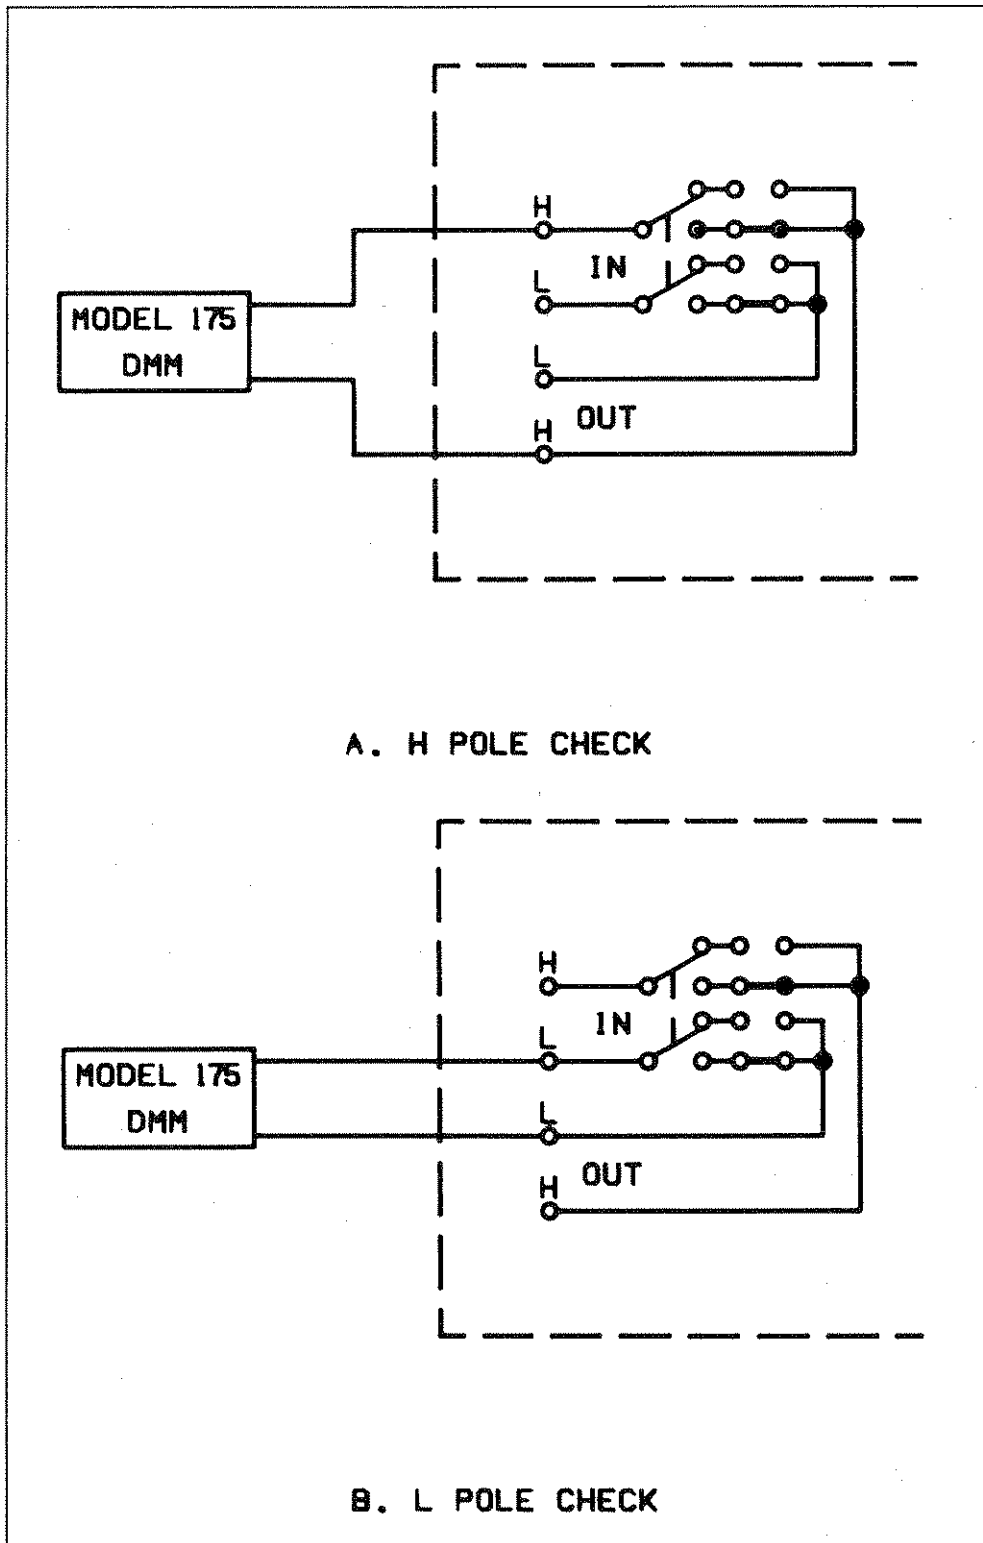 H
IN
L
MODEL 175
DMM
L
OUT
H
A. H POLE CHECK
H
IN
L
MODEL 175
DMM
L
OUT
H
B. L POLE CHECK